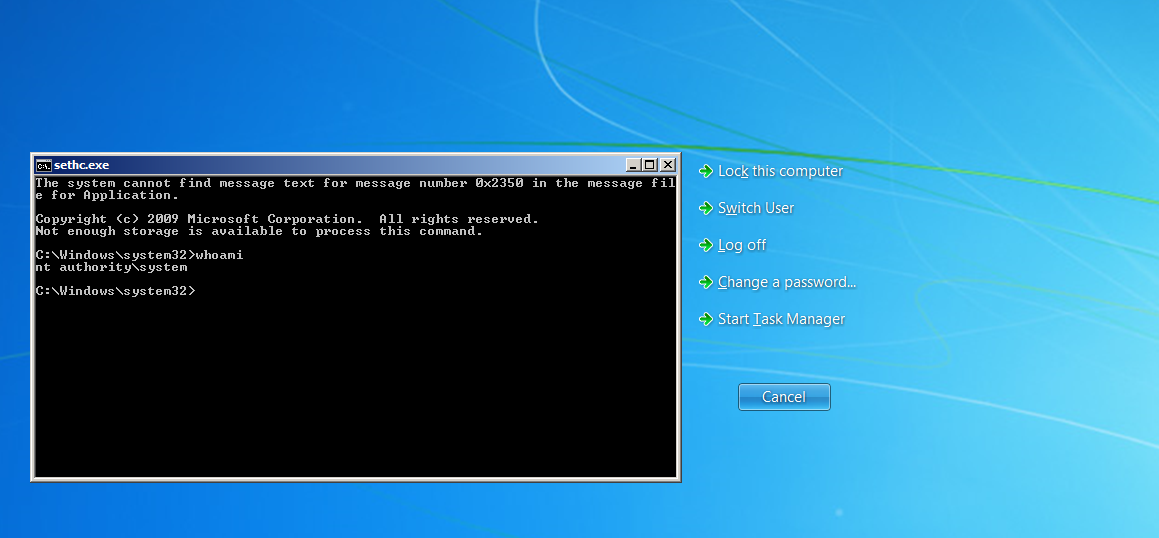 sethc.exe
The system cannot find message text for message number 0x2350 in the message fil
e for Application.
Copyright (c) 2009 Microsoft Corporation.  All rights reserved.
Not enough storage is available to process this command.
C:\Windows\system32>whoami
nt authority\system
C:\Windows\system32>
Lock this computer
Switch User
Log off
Change a password...
Start Task Manager
Cancel